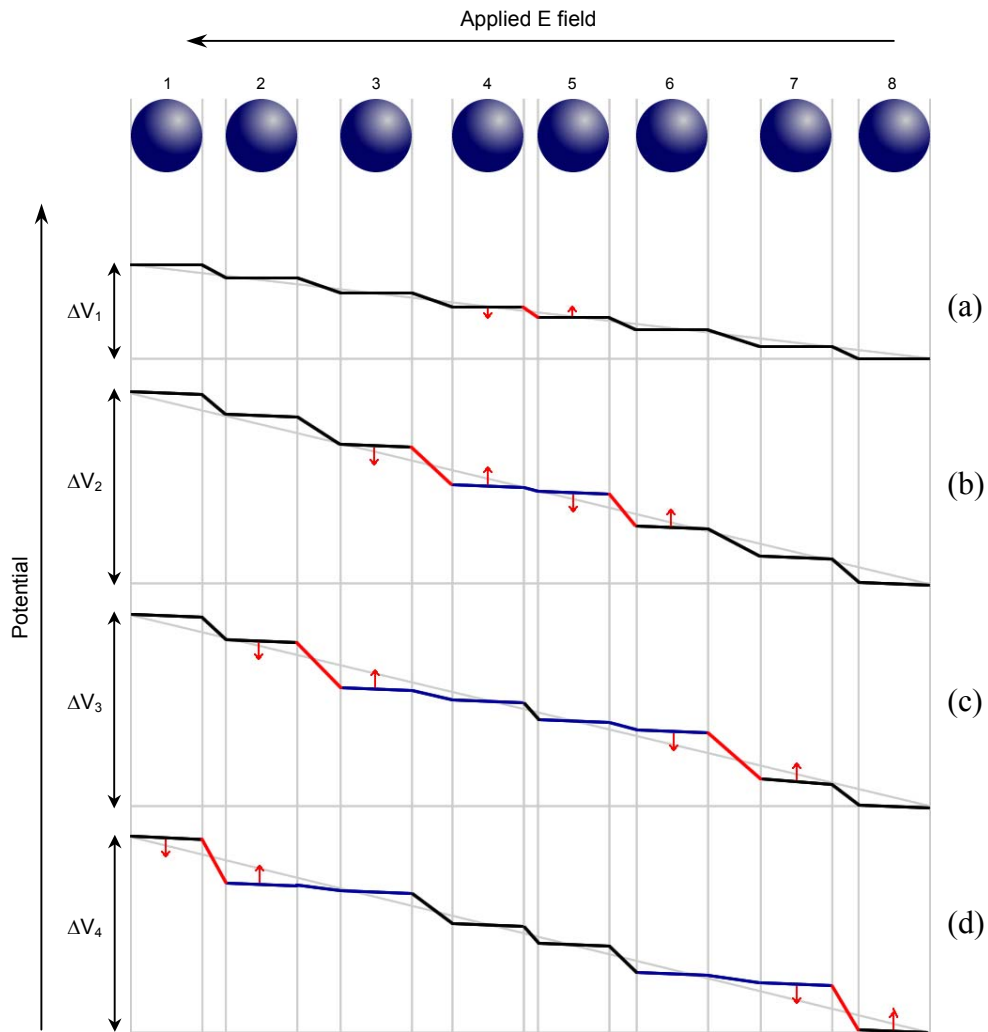 Applied E field
1 2 3 4 5 6 7 8
Potential
ΔV1
(a)
ΔV2
(b)
ΔV3
(c)
ΔV4
(d)